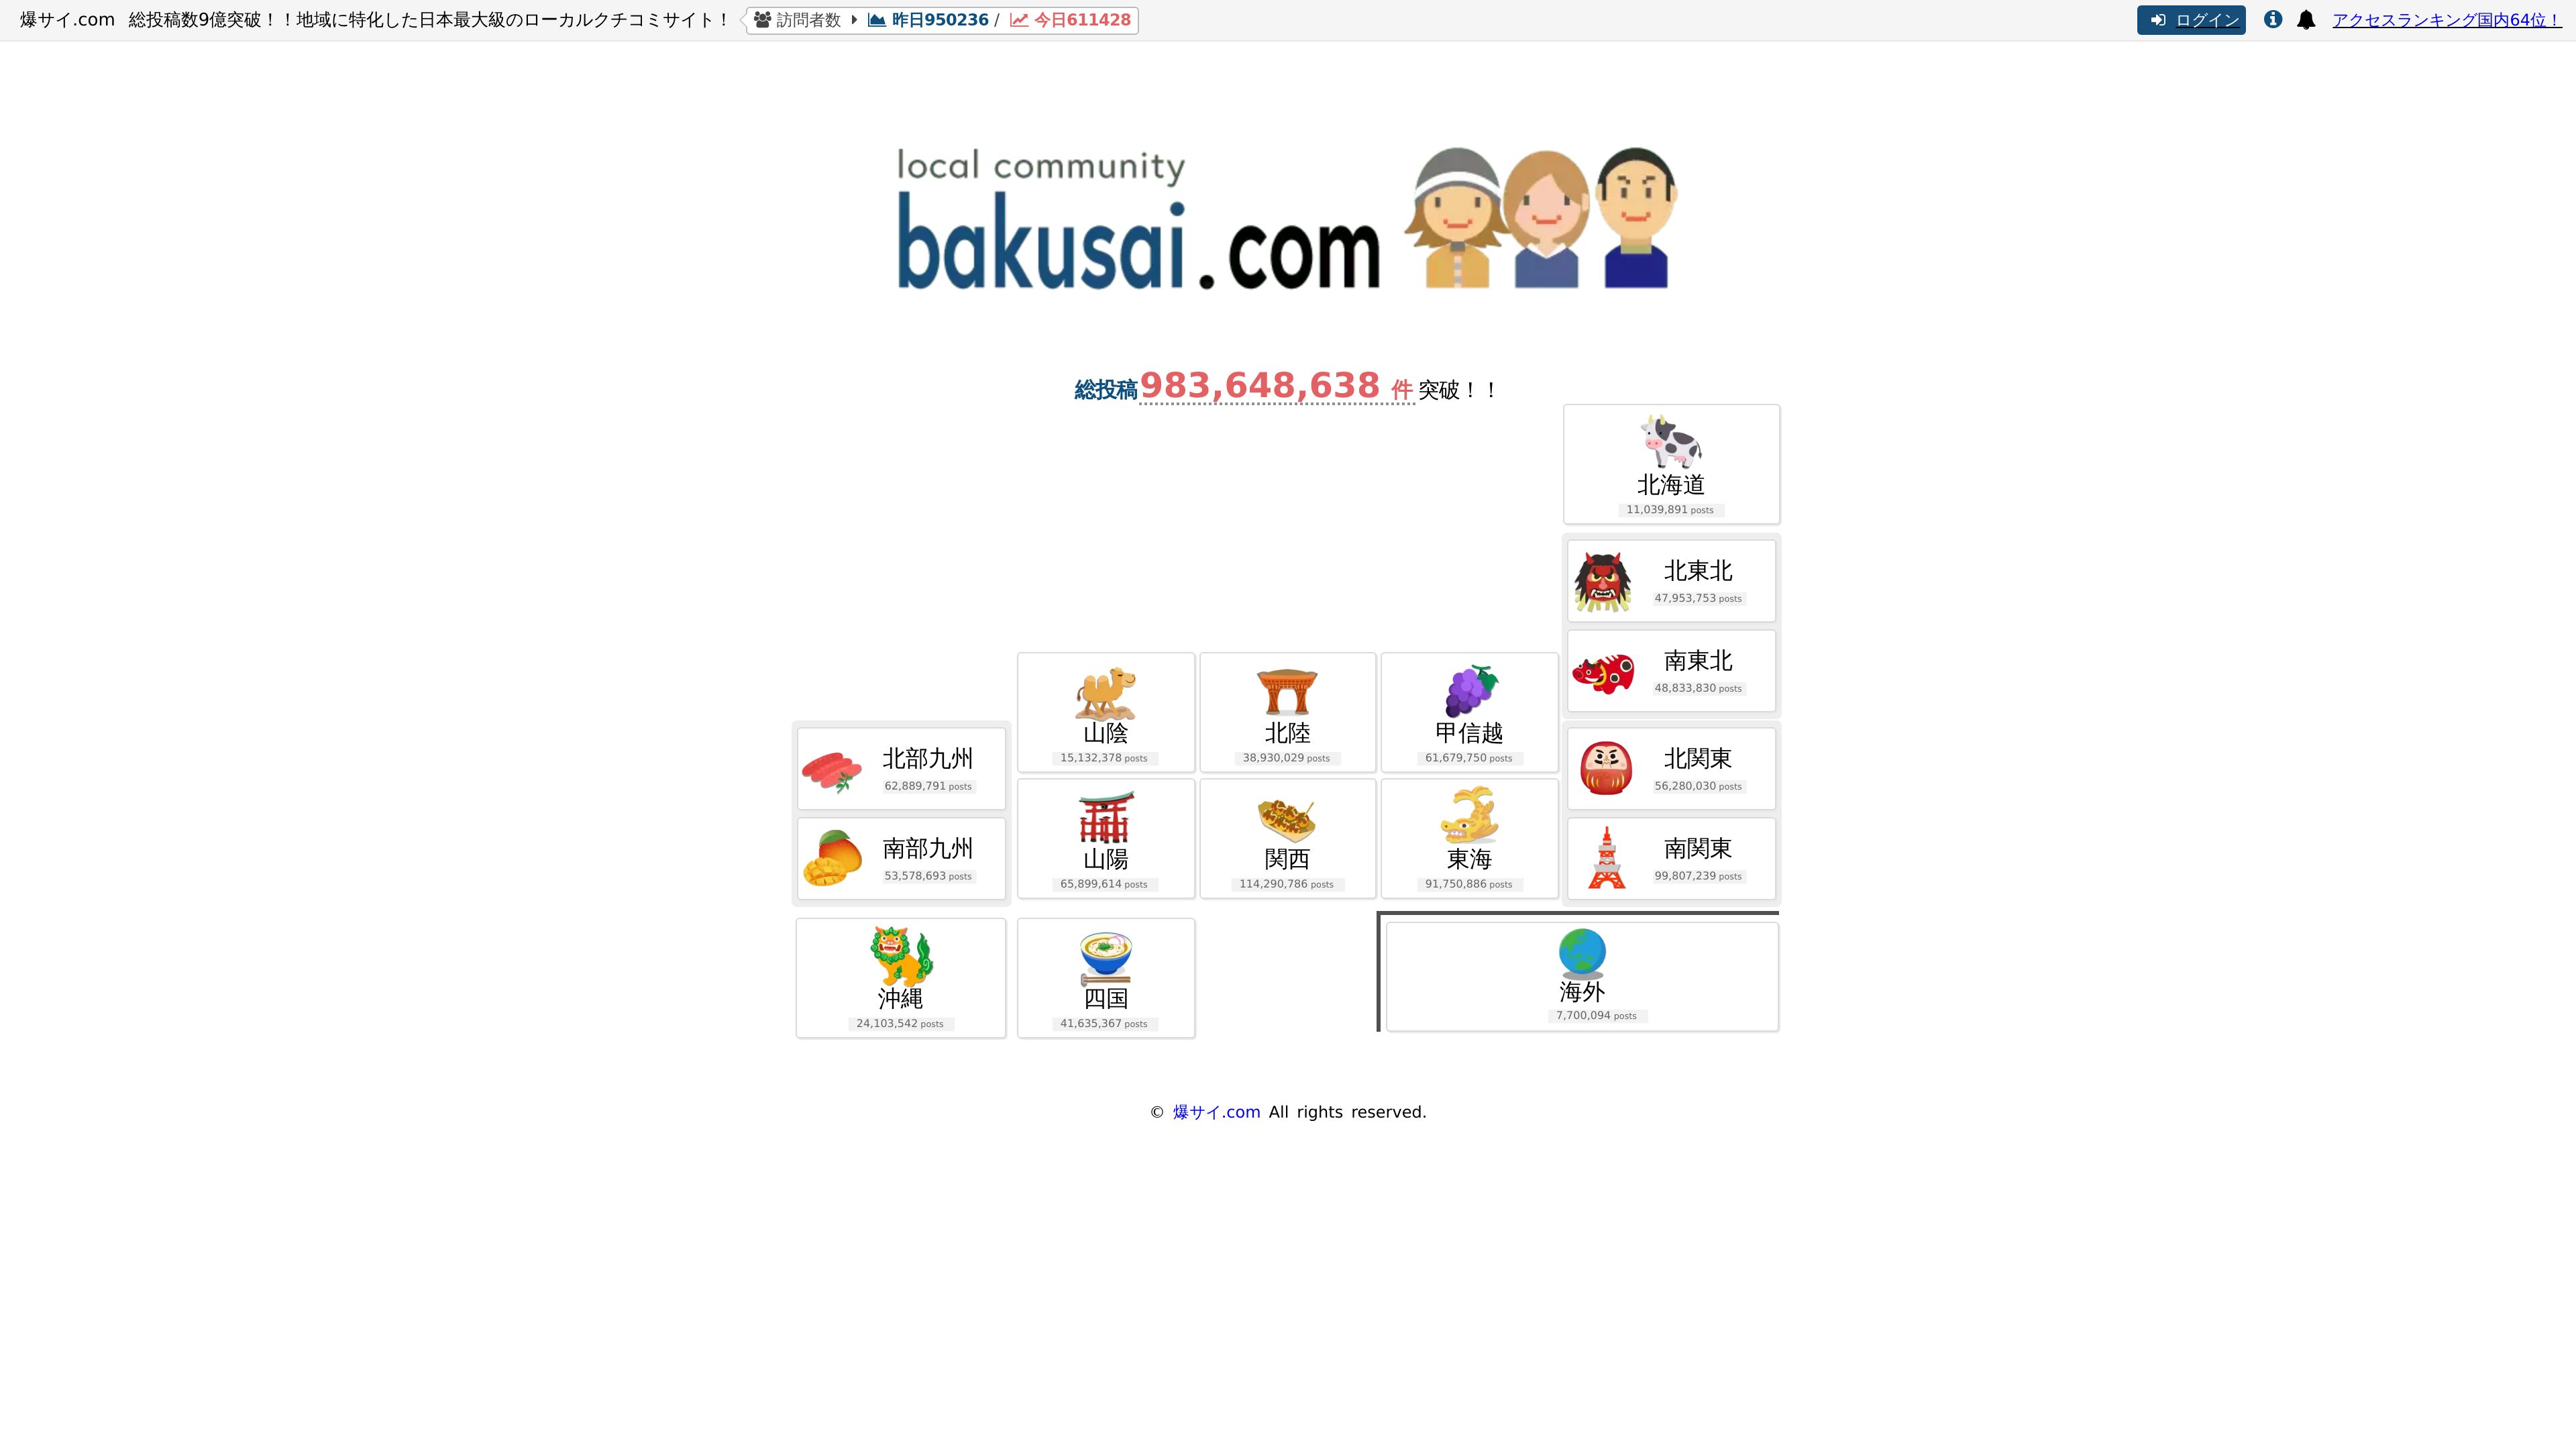 爆サイ.com 総投稿数9億突破！！地域に特化した日本最大級のローカルクチコミサイト！ 訪問者数 昨日950236 / 今日611428 ログイン アクセスランキング国内64位！
local community
bakusai.com
総投稿983,648,638 件 突破！！
北海道
11,039,891 posts
北東北
47,953,753 posts
南東北
48,833,830 posts
山陰
15,132,378 posts
北陸
38,930,029 posts
甲信越
61,679,750 posts
北部九州
62,889,791 posts
北関東
56,280,030 posts
南部九州
53,578,693 posts
山陽
65,899,614 posts
関西
114,290,786 posts
東海
91,750,886 posts
南関東
99,807,239 posts
沖縄
24,103,542 posts
四国
41,635,367 posts
海外
7,700,094 posts
© 爆サイ.com All rights reserved.